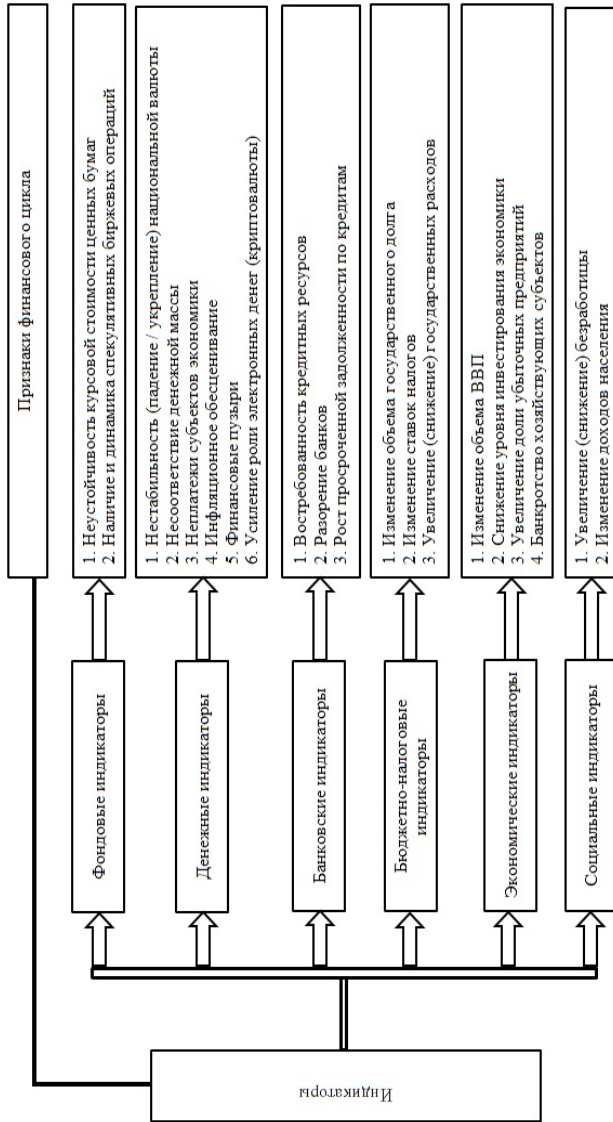 Признаки финансового цикла
Индикаторы
Фондовые индикаторы
1. Неустойчивость курсовой стоимости ценных бумаг
2. Наличие и динамика спекулятивных биржевых операций
Денежные индикаторы
1. Нестабильность (падение / укрепление) национальной валюты
2. Несоответствие денежной массы
3. Неплатежи субъектов экономики
4. Инфляционное обесценивание
5. Финансовые пузыри
6. Усиление роли электронных денег (криптовалюты)
Банковские индикаторы
1. Востребованность кредитных ресурсов
2. Разорение банков
3. Рост просроченной задолженности по кредитам
Бюджетно-налоговые
индикаторы
1. Изменение объема государственного долга
2. Изменение ставок налогов
3. Увеличение (снижение) государственных расходов
Экономические индикаторы
1. Изменение объема ВВП
2. Снижение уровня инвестирования экономики
3. Увеличение доли убыточных предприятий
4. Банкротство хозяйствующих субъектов
Социальные индикаторы
1. Увеличение (снижение) безработицы
2. Изменение доходов населения